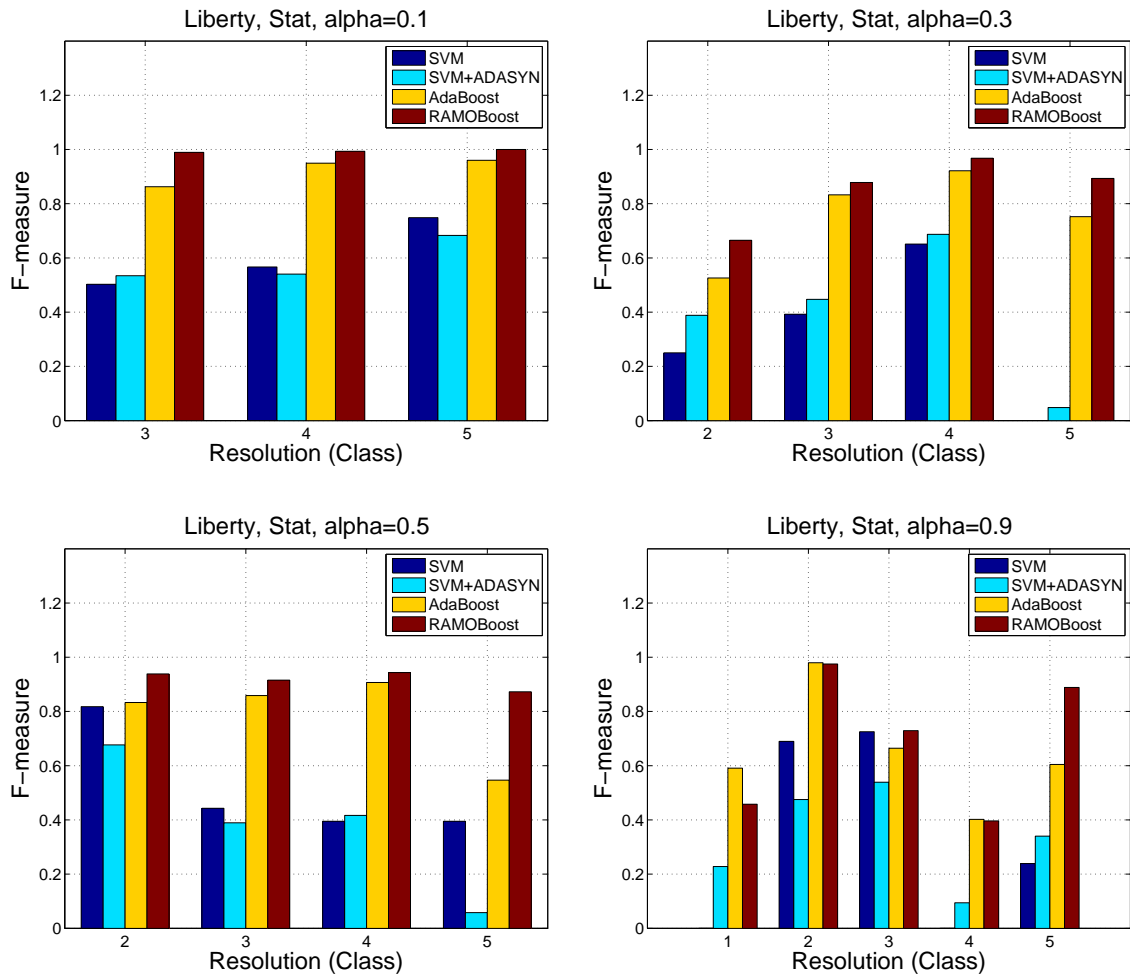 Liberty, Stat, alpha=0.1
SVM
SVM+ADASYN
AdaBoost
RAMOBoost
1.2
1
0.8
0.6
0.4
0.2
0
F−measure
3 4 5
Resolution (Class)
Liberty, Stat, alpha=0.3
SVM
SVM+ADASYN
AdaBoost
RAMOBoost
1.2
1
0.8
0.6
0.4
0.2
0
F−measure
2 3 4 5
Resolution (Class)
Liberty, Stat, alpha=0.5
SVM
SVM+ADASYN
AdaBoost
RAMOBoost
1.2
1
0.8
0.6
0.4
0.2
0
F−measure
2 3 4 5
Resolution (Class)
Liberty, Stat, alpha=0.9
SVM
SVM+ADASYN
AdaBoost
RAMOBoost
1.2
1
0.8
0.6
0.4
0.2
0
F−measure
1 2 3 4 5
Resolution (Class)